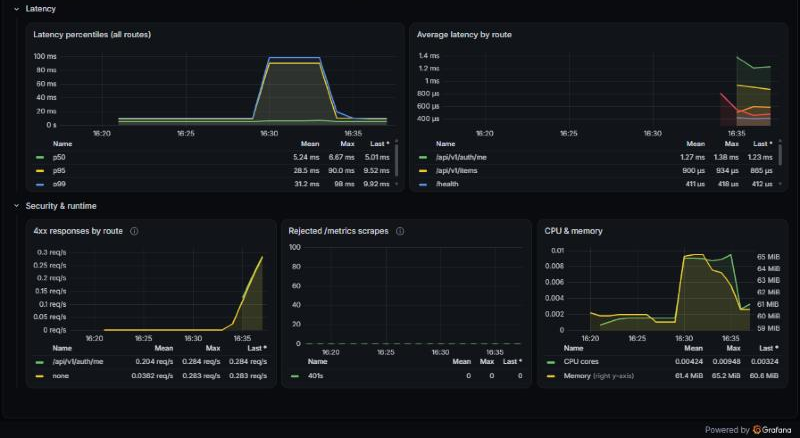 Latency
Latency percentiles (all routes)
100 ms
80 ms
60 ms
40 ms
20 ms
0 s
16:20 16:25 16:30 16:35
Name Mean Max Last *
p50 5.24 ms 6.67 ms 5.01 ms
p95 28.5 ms 90.0 ms 9.52 ms
p99 31.2 ms 98 ms 9.92 ms
Average latency by route
1.4 ms
1.2 ms
1 ms
800 µs
600 µs
400 µs
16:20 16:25 16:30 16:35
Name Mean Max Last *
/api/v1/auth/me 1.27 ms 1.38 ms 1.23 ms
/api/v1/items 900 µs 934 µs 865 µs
/health 411 µs 418 µs 412 µs
Security & runtime
4xx responses by route
0.3 req/s
0.25 req/s
0.2 req/s
0.15 req/s
0.1 req/s
0.05 req/s
0 req/s
16:20 16:25 16:30 16:35
Name Mean Max Last *
/api/v1/auth/me 0.204 req/s 0.284 req/s 0.284 req/s
none 0.0382 req/s 0.283 req/s 0.283 req/s
Rejected /metrics scrapes
100
80
60
40
20
0
16:20 16:25 16:30 16:35
Name Mean Max Last *
401s 0 0 0
CPU & memory
0.01
0.008
0.006
0.004
0.002
0
65 MiB
64 MiB
63 MiB
62 MiB
61 MiB
60 MiB
16:20 16:25 16:30 16:35
Name Mean Max Last *
CPU cores 0.00424 0.00948 0.00324
Memory (right y-axis) 61.4 MiB 65.2 MiB 60.6 MiB
Powered by Grafana